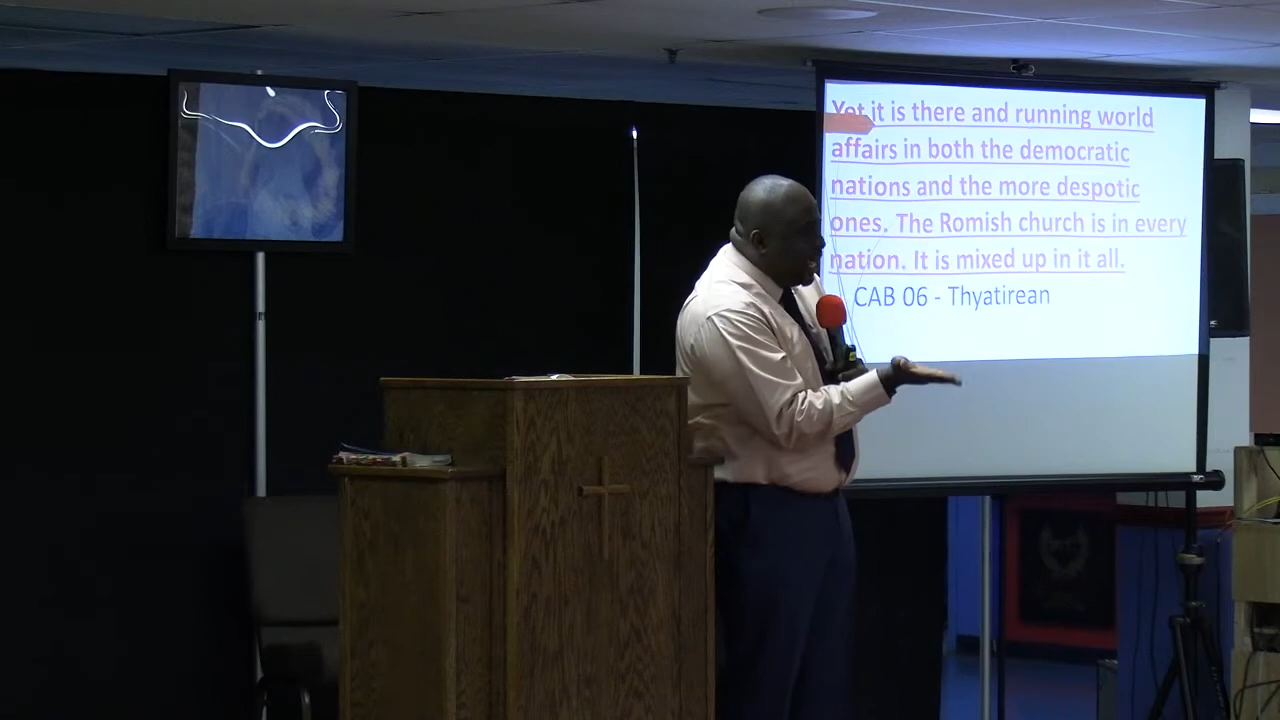 Yet it is there and running world
affairs in both the democratic
nations and the more despotic
ones. The Romish church is in every
nation. It is mixed up in it all.
CAB 06 - Thyatirean